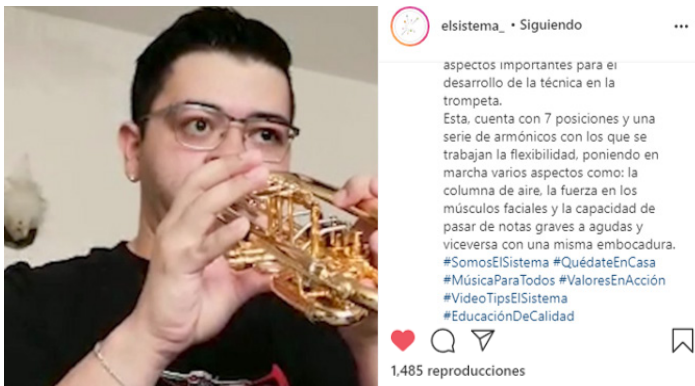 elsistema_ • Siguiendo
aspectos importantes para el
desarrollo de la técnica en la
trompeta.
Esta, cuenta con 7 posiciones y una
serie de armónicos con los que se
trabajan la flexibilidad, poniendo en
marcha varios aspectos como: la
columna de aire, la fuerza en los
músculos faciales y la capacidad de
pasar de notas graves a agudas y
viceversa con una misma embocadura.
#SomosElSistema #QuédateEnCasa
#MúsicaParaTodos #ValoresEnAcción
#VideoTipsElSistema
#EducaciónDeCalidad
1,485 reproducciones